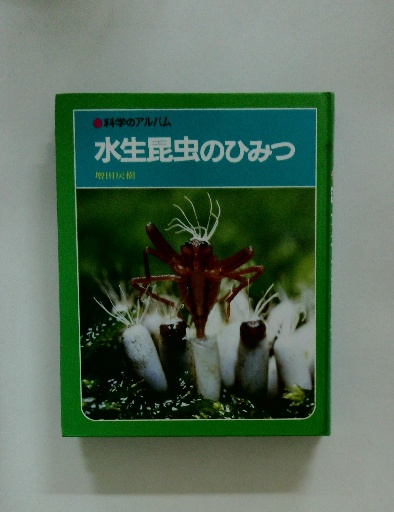 科学のアルバム
水生昆虫のひみつ
増田戻樹